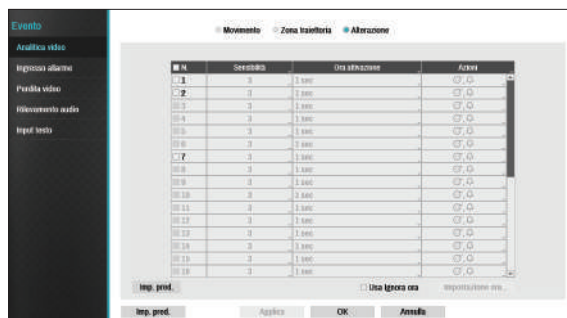 Evento
Movimento Zona traiettoria Alterazione
Analitica video
Ingresso allarme
Perdita video
Rilevamento audio
Input testo
N. Sensibilità Ora attivazione Azioni
1 3 1 sec
2 3 1 sec
3 3 1 sec
4 3 1 sec
5 3 1 sec
6 3 1 sec
7 3 1 sec
8 3 1 sec
9 3 1 sec
10 3 1 sec
11 3 1 sec
12 3 1 sec
13 3 1 sec
14 3 1 sec
15 3 1 sec
16 3 1 sec
Imp. pred. Usa Ignora ora Impostazione ora...
Imp. pred. Applica OK Annulla